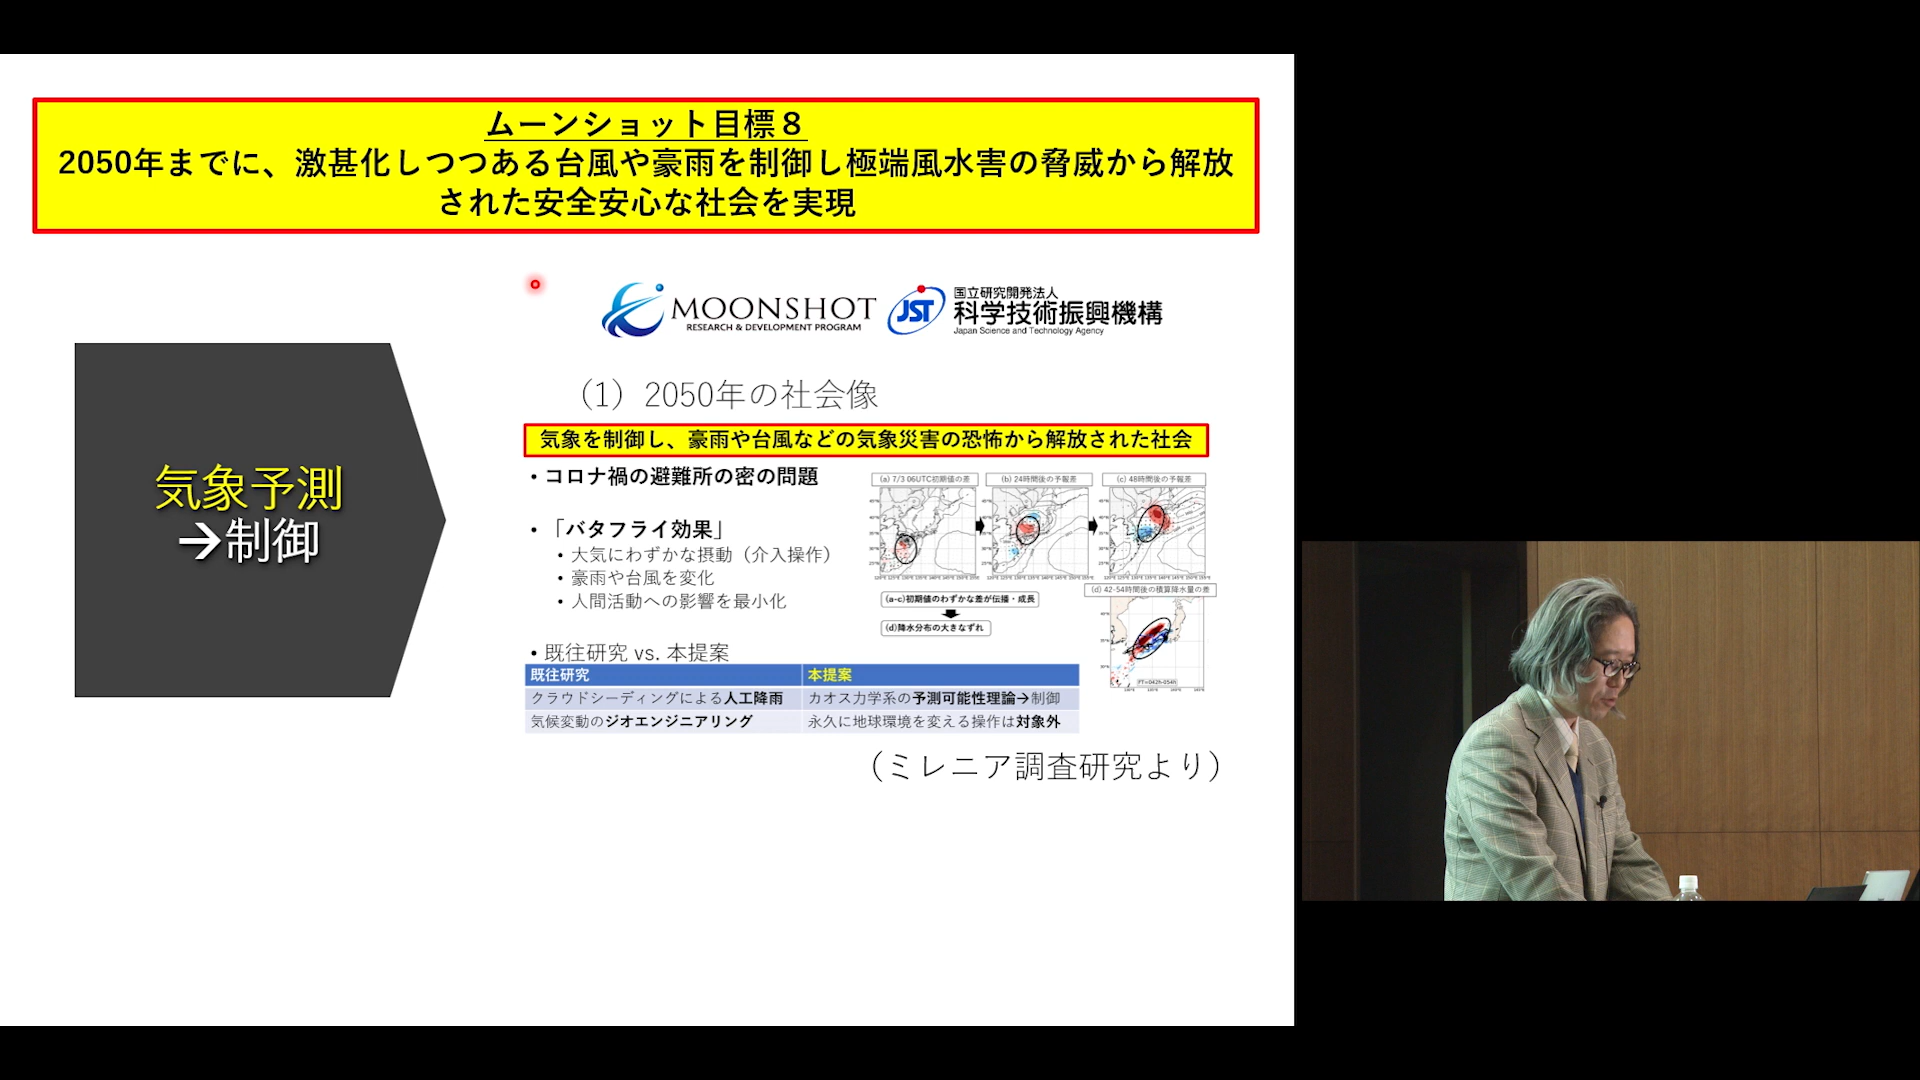 ムーンショット目標８
2050年までに、激甚化しつつある台風や豪雨を制御し極端風水害の脅威から解放
された安全安心な社会を実現
MOONSHOT
RESEARCH & DEVELOPMENT PROGRAM
JST
国立研究開発法人
科学技術振興機構
Japan Science and Technology Agency
気象予測
→制御
（1）2050年の社会像
気象を制御し、豪雨や台風などの気象災害の恐怖から解放された社会
• コロナ禍の避難所の密の問題
• 「バタフライ効果」
• 大気にわずかな摂動（介入操作）
• 豪雨や台風を変化
• 人間活動への影響を最小化
(a) 7/3 06UTC初期値の差
(b) 24時間後の予報差
(c) 48時間後の予報差
(a-c)初期値のわずかな差が伝播・成長
(d)降水分布の大きなずれ
(d) 42-54時間後の積算降水量の差
FT=042h-054h
• 既往研究 vs. 本提案
既往研究 本提案
クラウドシーディングによる人工降雨 カオス力学系の予測可能性理論→制御
気候変動のジオエンジニアリング 永久に地球環境を変える操作は対象外
（ミレニア調査研究より）